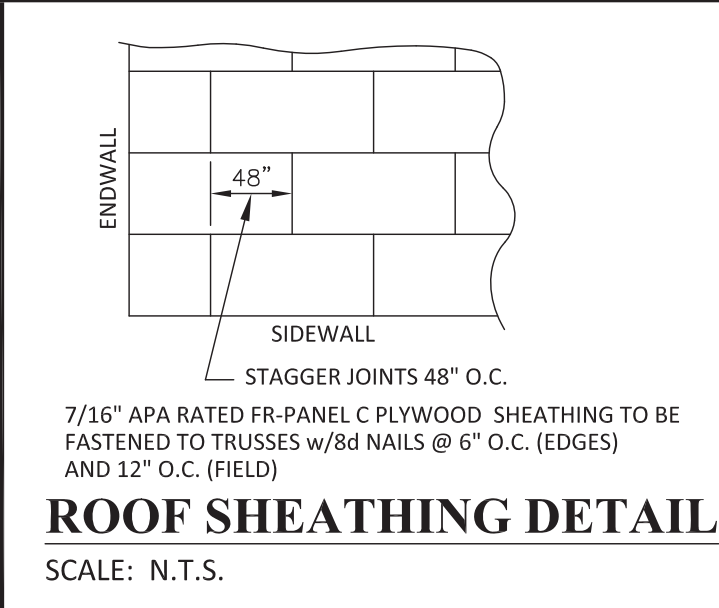 ENDWALL
48”
SIDEWALL
STAGGER JOINTS 48" O.C.
7/16" APA RATED FR-PANEL C PLYWOOD SHEATHING TO BE
FASTENED TO TRUSSES w/8d NAILS @ 6" O.C. (EDGES)
AND 12" O.C. (FIELD)
ROOF SHEATHING DETAIL
SCALE: N.T.S.